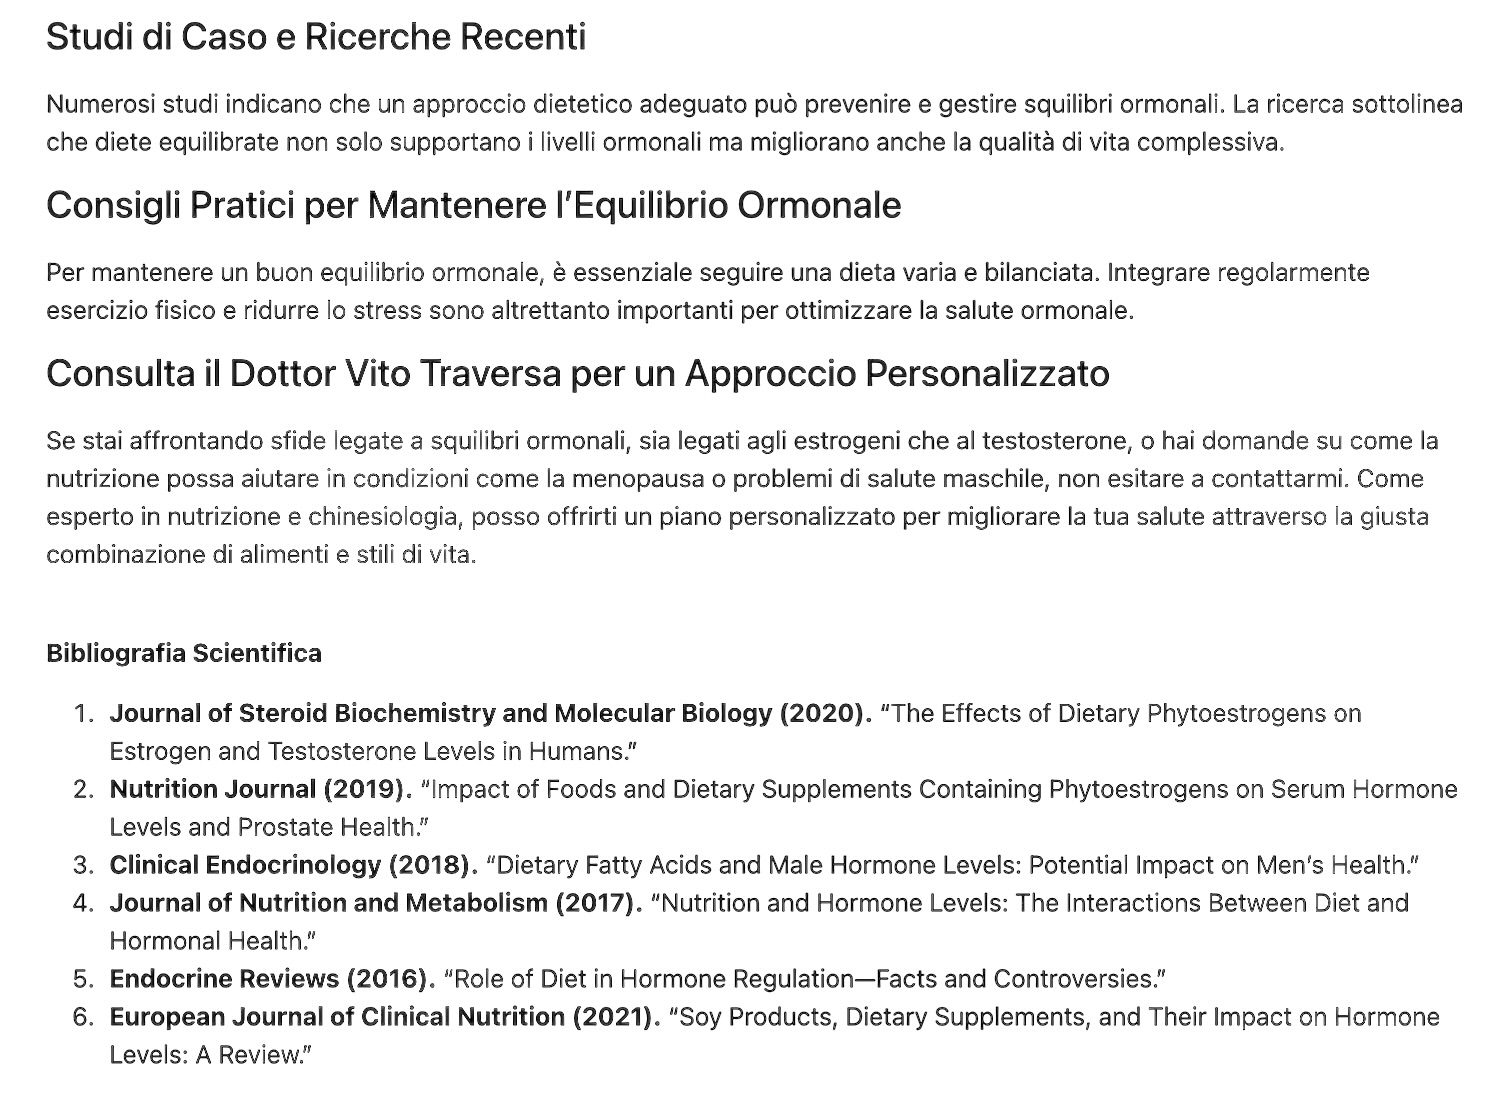 Studi di Caso e Ricerche Recenti
Numerosi studi indicano che un approccio dietetico adeguato può prevenire e gestire squilibri ormonali. La ricerca sottolinea
che diete equilibrate non solo supportano i livelli ormonali ma migliorano anche la qualità di vita complessiva.
Consigli Pratici per Mantenere l’Equilibrio Ormonale
Per mantenere un buon equilibrio ormonale, è essenziale seguire una dieta varia e bilanciata. Integrare regolarmente
esercizio fisico e ridurre lo stress sono altrettanto importanti per ottimizzare la salute ormonale.
Consulta il Dottor Vito Traversa per un Approccio Personalizzato
Se stai affrontando sfide legate a squilibri ormonali, sia legati agli estrogeni che al testosterone, o hai domande su come la
nutrizione possa aiutare in condizioni come la menopausa o problemi di salute maschile, non esitare a contattarmi. Come
esperto in nutrizione e chinesiologia, posso offrirti un piano personalizzato per migliorare la tua salute attraverso la giusta
combinazione di alimenti e stili di vita.
Bibliografia Scientifica
1. Journal of Steroid Biochemistry and Molecular Biology (2020). “The Effects of Dietary Phytoestrogens on
Estrogen and Testosterone Levels in Humans.”
2. Nutrition Journal (2019). “Impact of Foods and Dietary Supplements Containing Phytoestrogens on Serum Hormone
Levels and Prostate Health.”
3. Clinical Endocrinology (2018). “Dietary Fatty Acids and Male Hormone Levels: Potential Impact on Men’s Health.”
4. Journal of Nutrition and Metabolism (2017). “Nutrition and Hormone Levels: The Interactions Between Diet and
Hormonal Health.”
5. Endocrine Reviews (2016). “Role of Diet in Hormone Regulation—Facts and Controversies.”
6. European Journal of Clinical Nutrition (2021). “Soy Products, Dietary Supplements, and Their Impact on Hormone
Levels: A Review.”